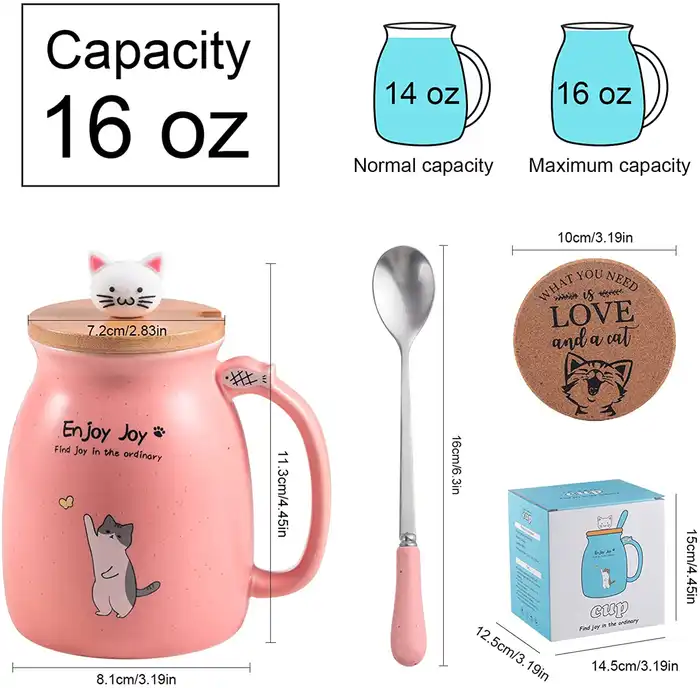 Capacity
16 oz
14 oz
16 oz
Normal capacity
Maximum capacity
10cm/3.19in
WHAT YOU NEED
is
LOVE
and a cat
7.2cm/2.83in
Enjoy Joy
Find joy in the ordinary
11.3cm/4.45in
16cm/6.3in
cup
Enjoy Joy
cup
Find joy in the ordinary
15cm/4.45in
12.5cm/3.19in
14.5cm/3.19in
8.1cm/3.19in